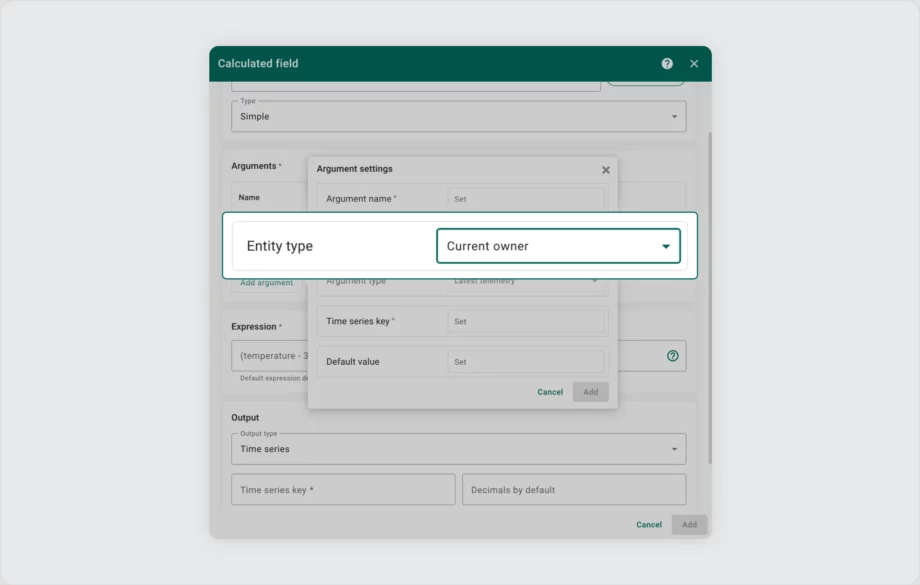 Calculated field
Type
Simple
Arguments *
Argument settings
Name
Argument name *
Set
Entity type
Current owner
Add argument
Argument type
Latest telemetry
Time series key *
Set
Expression *
(temperature - 3
Default value
Set
Default expression de
Cancel
Add
Output
Output type
Time series
Time series key *
Decimals by default
Cancel
Add